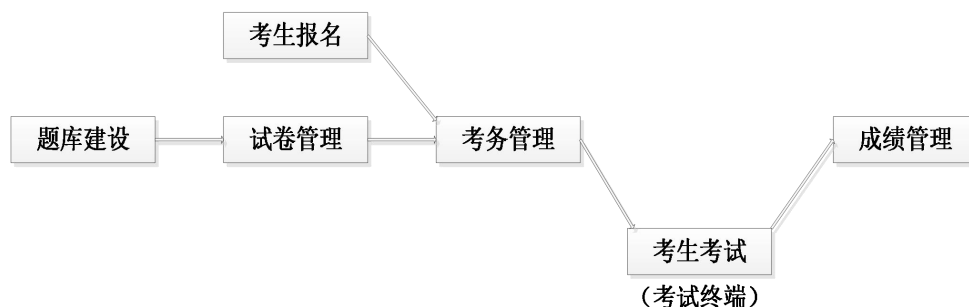 考生报名
题库建设
试卷管理
考务管理
成绩管理
考生考试
（考试终端）